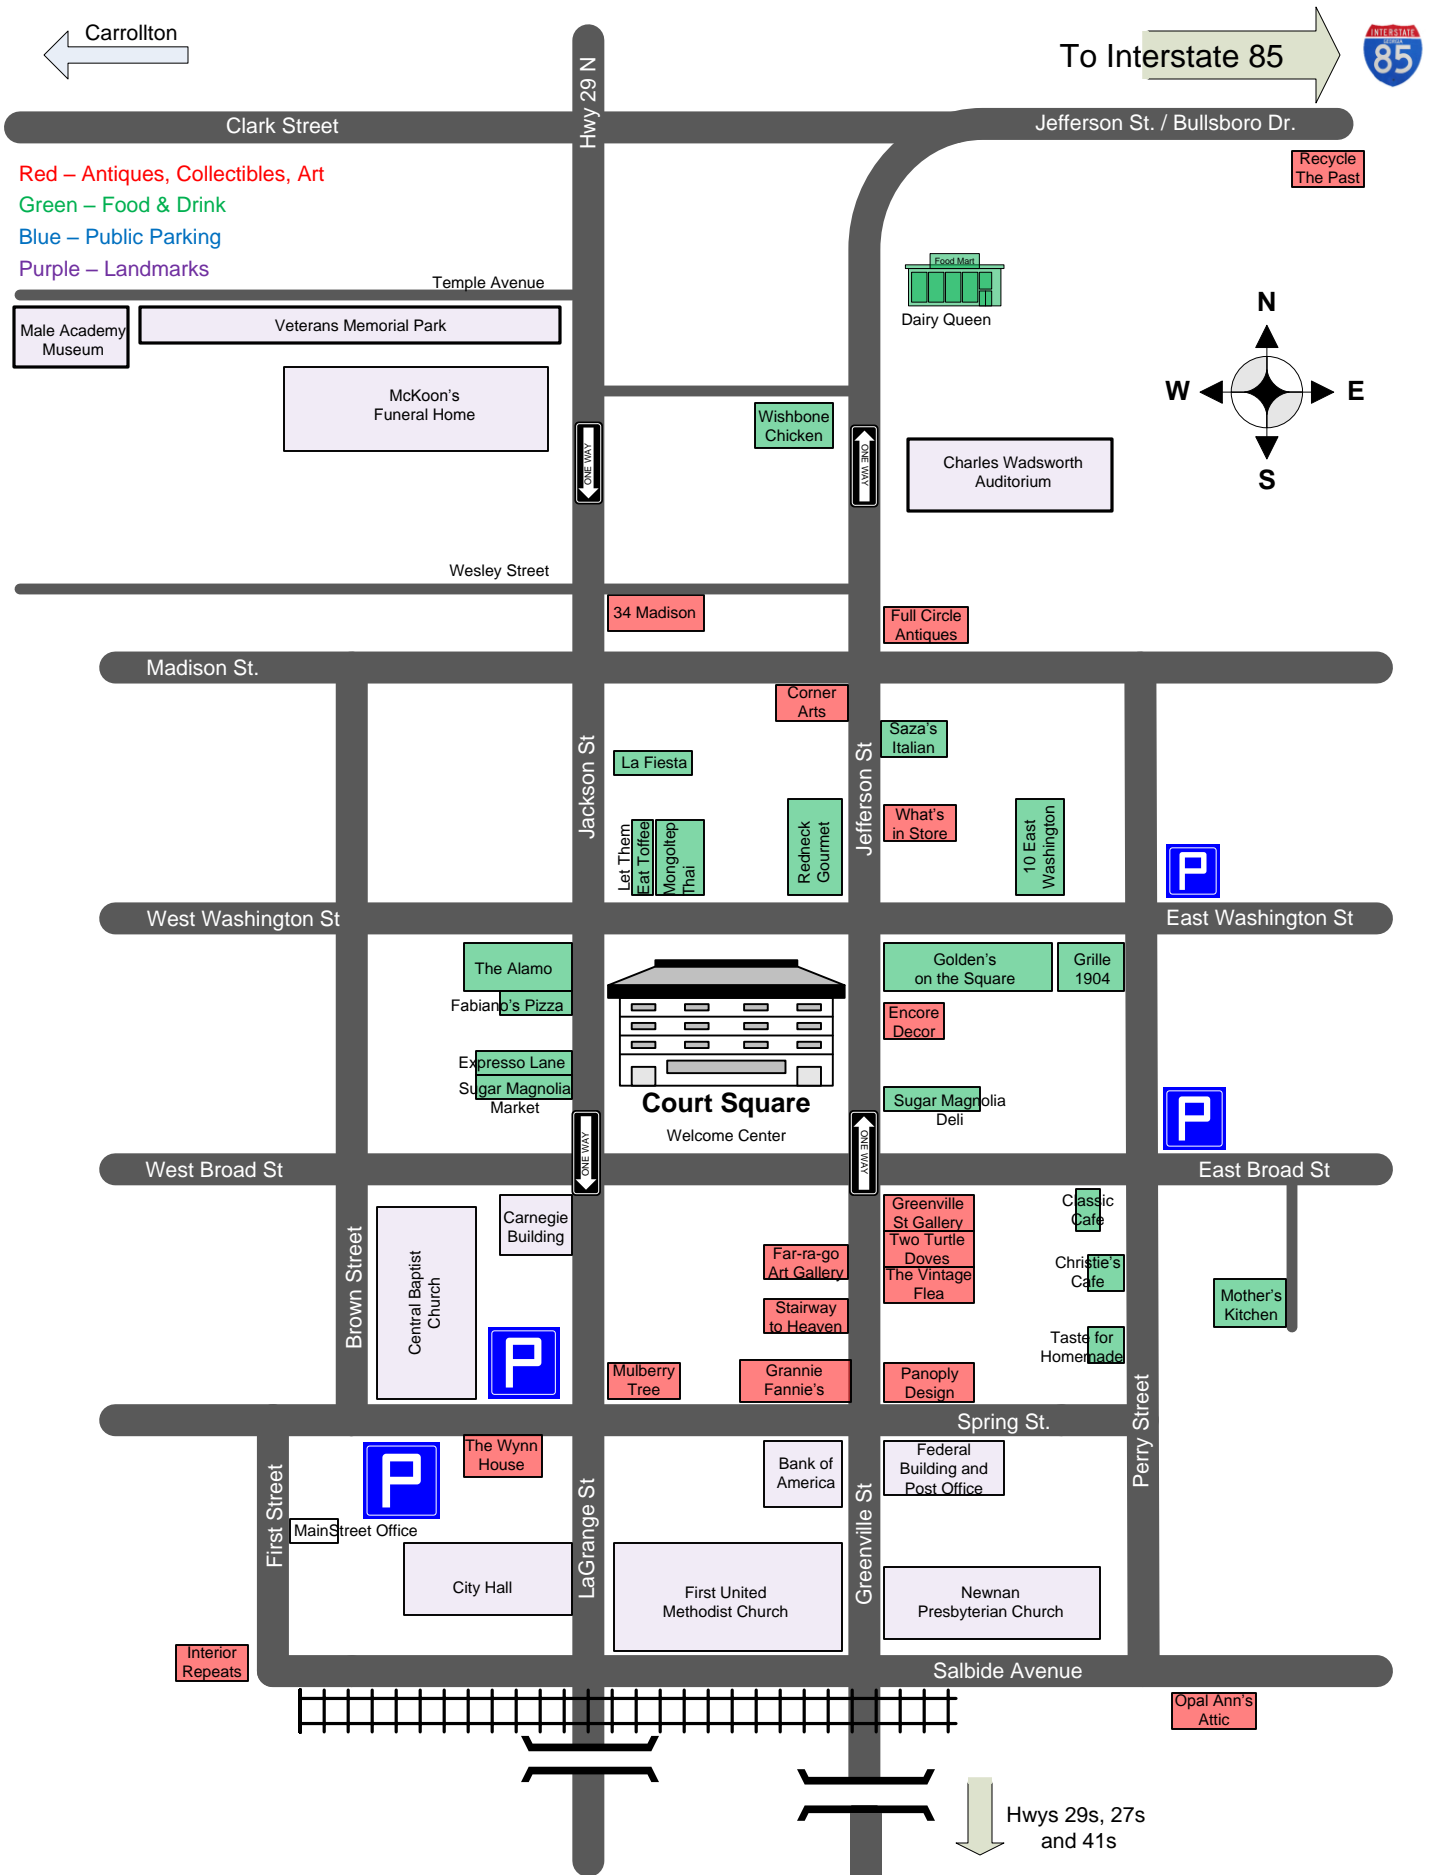 Carrollton
To Interstate 85
INTERSTATE
GEORGIA
85
Hwy 29 N
Clark Street
Jefferson St. / Bullsboro Dr.
Recycle
The Past
Red – Antiques, Collectibles, Art
Green – Food & Drink
Blue – Public Parking
Purple – Landmarks
Temple Avenue
Food Mart
Dairy Queen
Male Academy
Museum
Veterans Memorial Park
McKoon's
Funeral Home
N
W
E
S
Wishbone
Chicken
ONE WAY
ONE WAY
Charles Wadsworth
Auditorium
Wesley Street
34 Madison
Full Circle
Antiques
Madison St.
Corner
Arts
Saza's
Italian
Jackson St
La Fiesta
Jefferson St
Let Them
Eat Toffee
Mongoltep
Thai
Redneck
Gourmet
What's
in Store
10 East
Washington
P
West Washington St
East Washington St
The Alamo
Fabiano's Pizza
Golden's
on the Square
Grille
1904
Encore
Decor
Expresso Lane
Sugar Magnolia
Market
Court Square
Welcome Center
Sugar Magnolia
Deli
P
ONE WAY
ONE WAY
West Broad St
East Broad St
Carnegie
Building
Central Baptist
Church
Brown Street
Greenville
St Gallery
Two Turtle
Doves
The Vintage
Flea
Far-ra-go
Art Gallery
Stairway
to Heaven
Classic
Cafe
Christie's
Cafe
Mother's
Kitchen
Taste for
Homemade
P
Mulberry
Tree
Grannie
Fannie's
Panoply
Design
Perry Street
Spring St.
The Wynn
House
P
Bank of
America
Federal
Building and
Post Office
First Street
MainStreet Office
LaGrange St
Greenville St
City Hall
First United
Methodist Church
Newnan
Presbyterian Church
Interior
Repeats
Salbide Avenue
Opal Ann's
Attic
Hwys 29s, 27s
and 41s